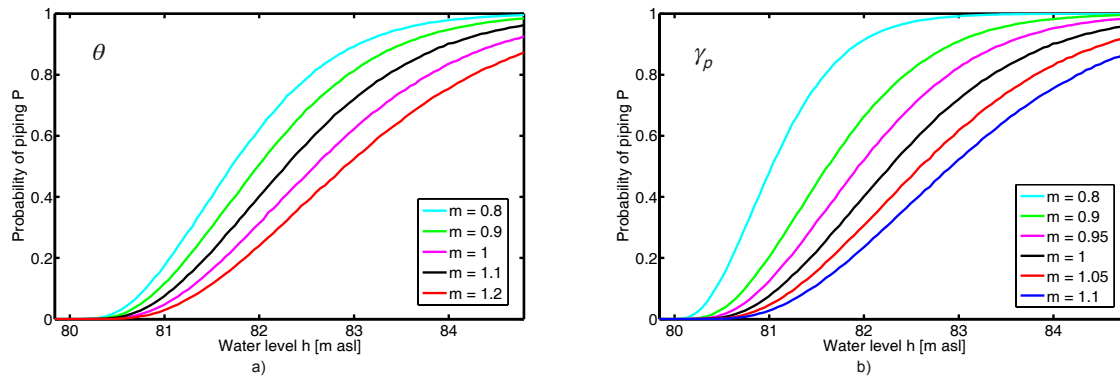 θ
Probability of piping P
1
0.8
0.6
0.4
0.2
0
80
81
82
83
84
Water level h [m asl]
m = 0.8
m = 0.9
m = 1
m = 1.1
m = 1.2
a)
γp
Probability of piping P
1
0.8
0.6
0.4
0.2
0
80
81
82
83
84
Water level h [m asl]
m = 0.8
m = 0.9
m = 0.95
m = 1
m = 1.05
m = 1.1
b)